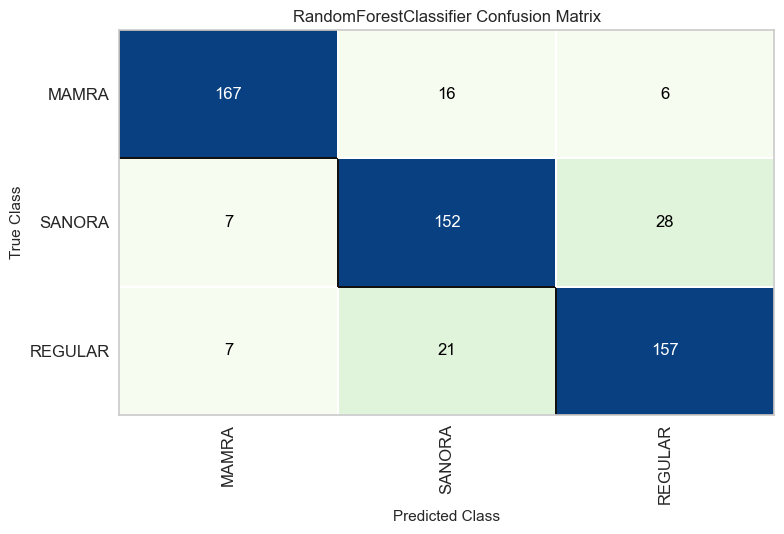 RandomForestClassifier Confusion Matrix
MAMRA 167 16 6
SANORA 7 152 28
REGULAR 7 21 157
True Class
MAMRA SANORA REGULAR
Predicted Class